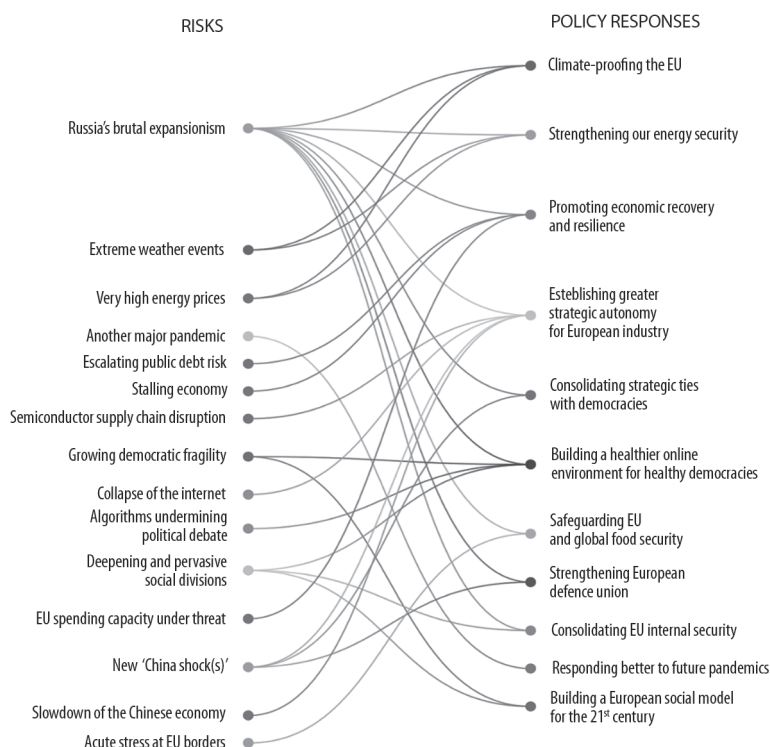 RISKS
Russia's brutal expansionism
Extreme weather events
Very high energy prices
Another major pandemic
Escalating public debt risk
Stalling economy
Semiconductor supply chain disruption
Growing democratic fragility
Collapse of the internet
Algorithms undermining
political debate
Deepening and pervasive
social divisions
EU spending capacity under threat
New ‘China shock(s)’
Slowdown of the Chinese economy
Acute stress at EU borders
POLICY RESPONSES
Climate-proofing the EU
Strengthening our energy security
Promoting economic recovery
and resilience
Esteblishing greater
strategic autonomy
for European industry
Consolidating strategic ties
with democracies
Building a healthier online
environment for healthy democracies
Safeguarding EU
and global food security
Strengthening European
defence union
Consolidating EU internal security
Responding better to future pandemics
Building a European social model
for the 21st century